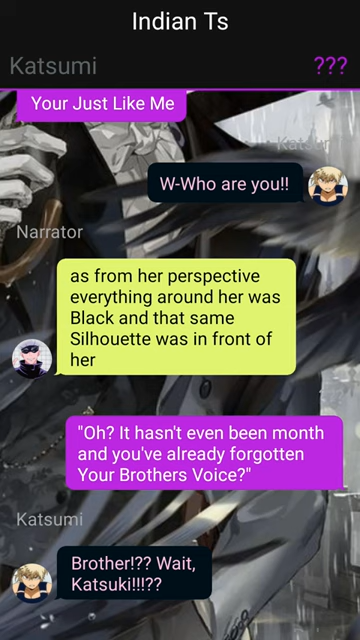 Indian Ts
Katsumi
???
Your Just Like Me
Katsumi
W-Who are you!!
Narrator
as from her perspective
everything around her was
Black and that same
Silhouette was in front of
her
"Oh? It hasn't even been month
and you've already forgotten
Your Brothers Voice?"
Katsumi
Brother!?? Wait,
Katsuki!!!??